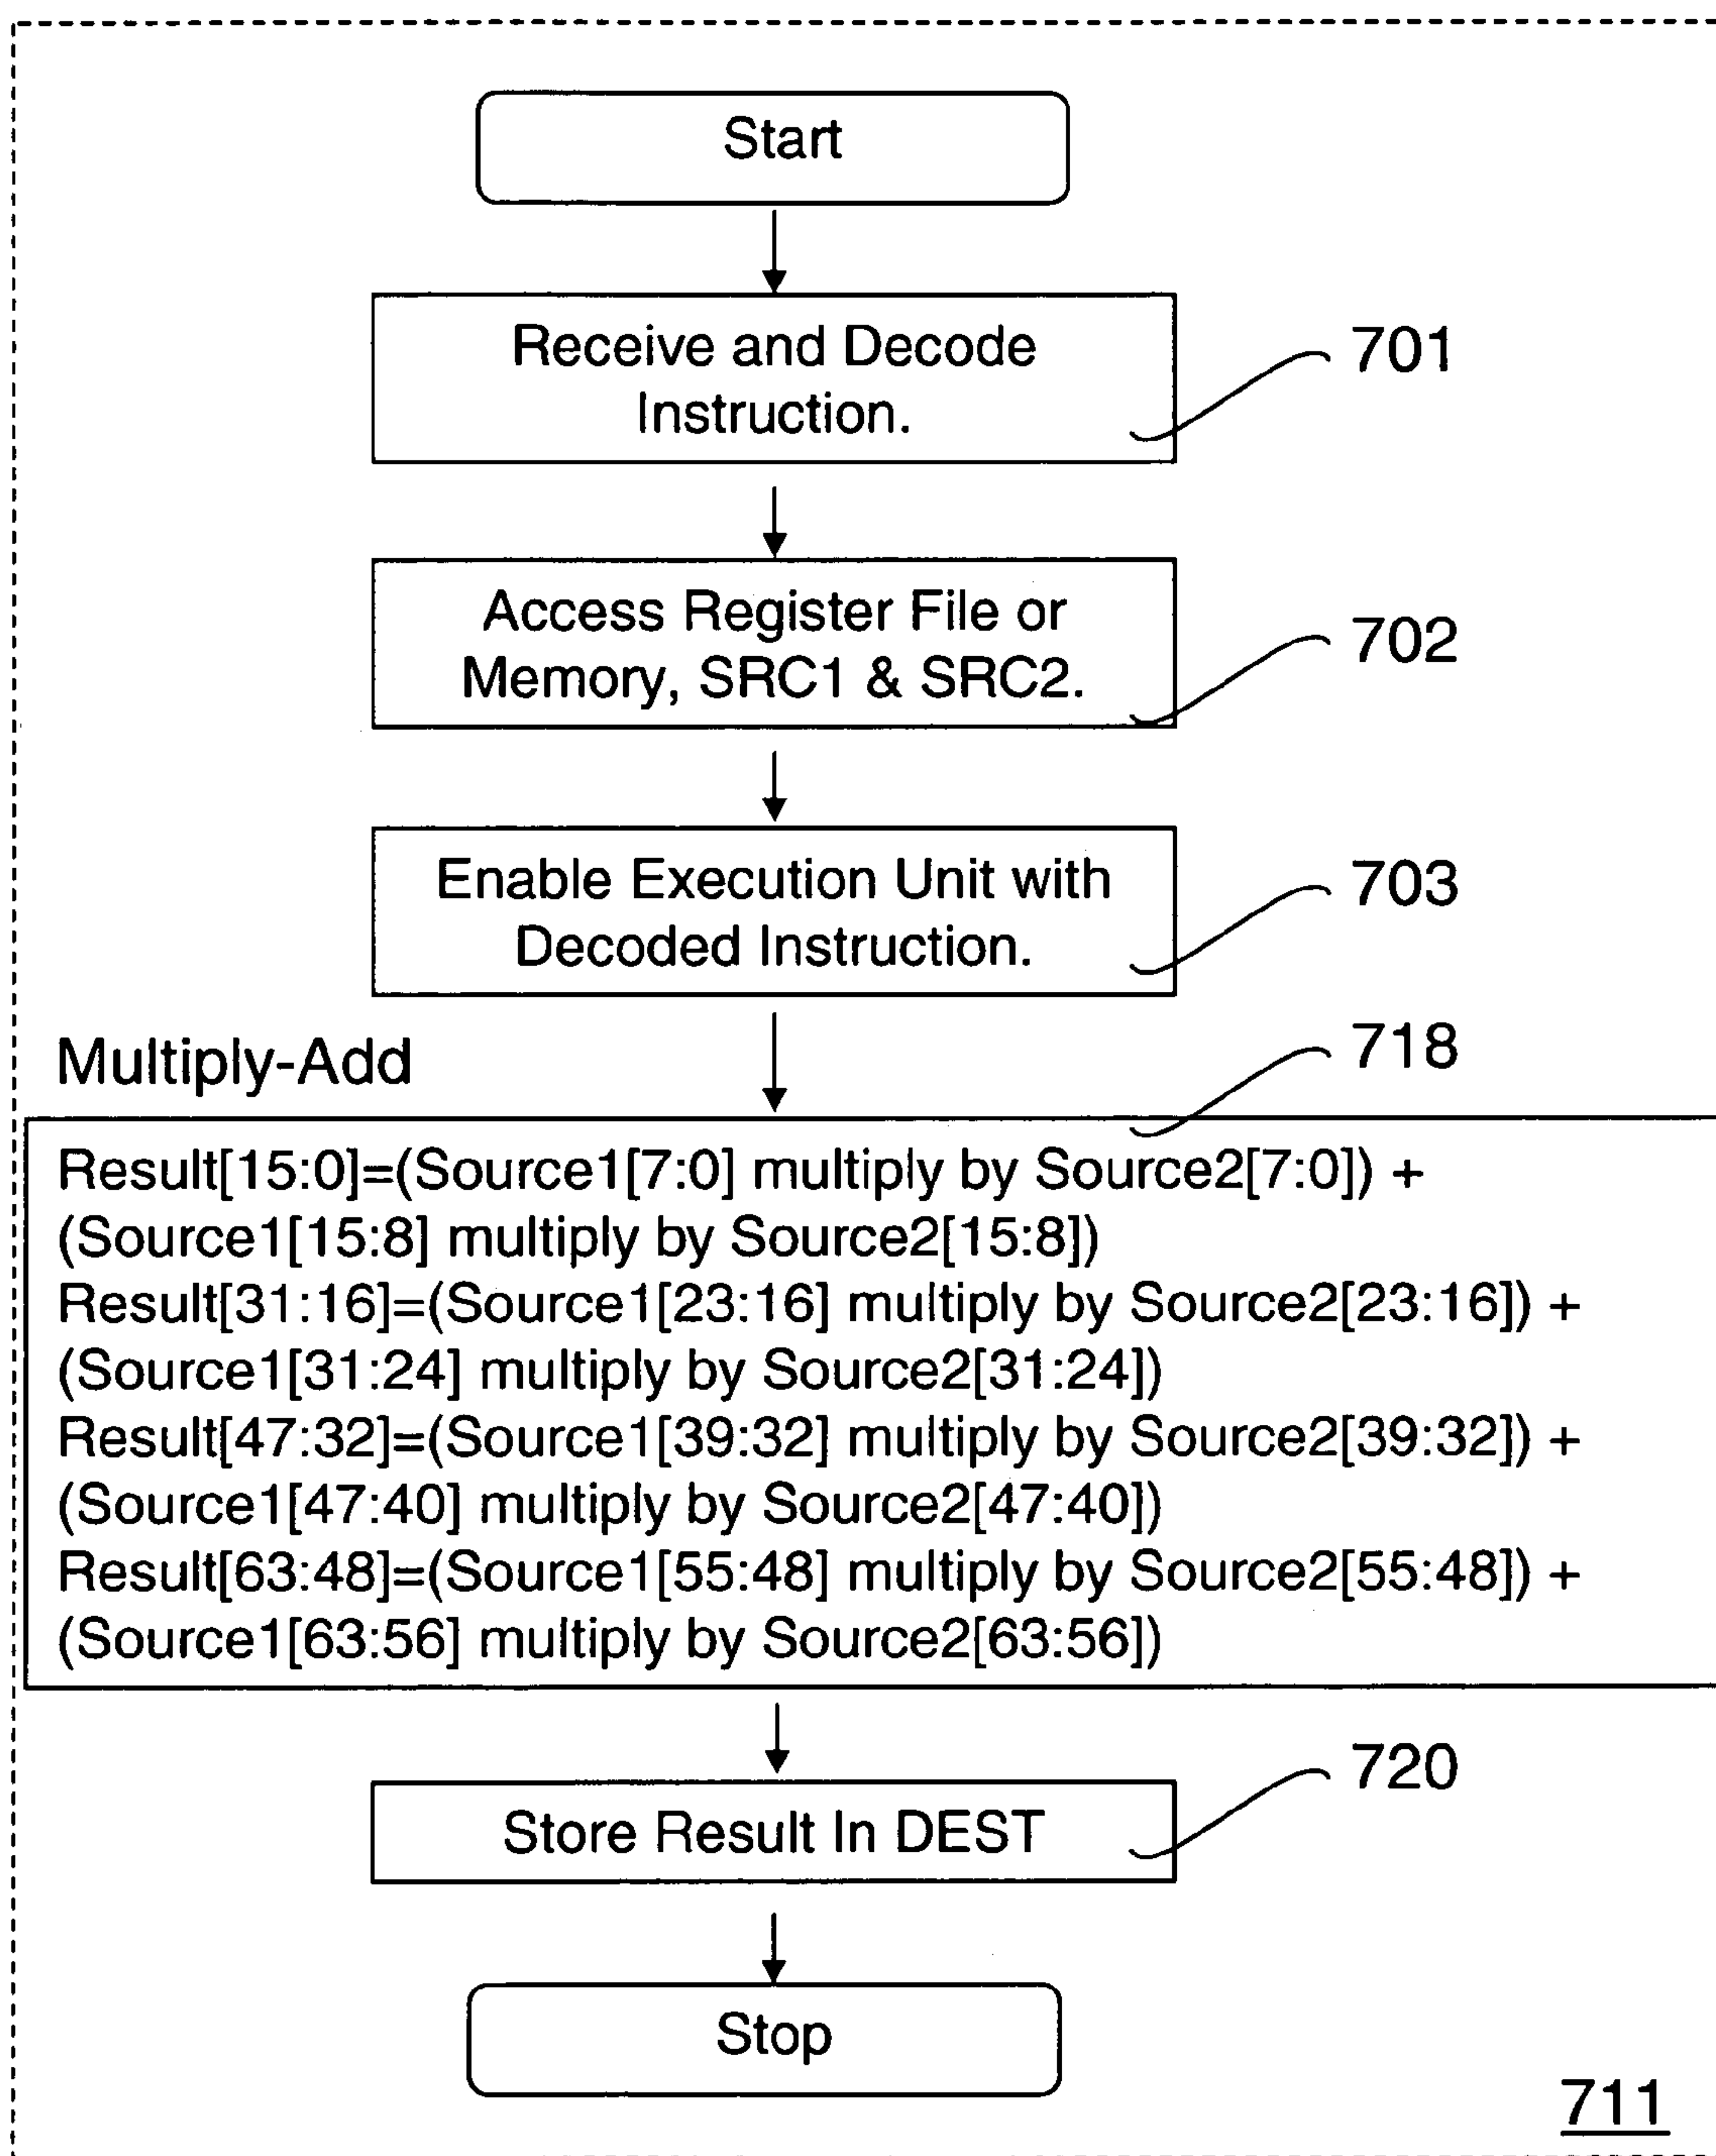 Start
Receive and Decode
Instruction.
701
Access Register File or
Memory, SRC1 & SRC2.
702
Enable Execution Unit with
Decoded Instruction.
703
Multiply-Add
718
Result[15:0]=(Source1[7:0] multiply by Source2[7:0]) +
(Source1[15:8] multiply by Source2[15:8])
Result[31:16]=(Source1[23:16] multiply by Source2[23:16]) +
(Source1[31:24] multiply by Source2[31:24])
Result[47:32]=(Source1[39:32] multiply by Source2[39:32]) +
(Source1[47:40] multiply by Source2[47:40])
Result[63:48]=(Source1[55:48] multiply by Source2[55:48]) +
(Source1[63:56] multiply by Source2[63:56])
720
Store Result In DEST
Stop
711